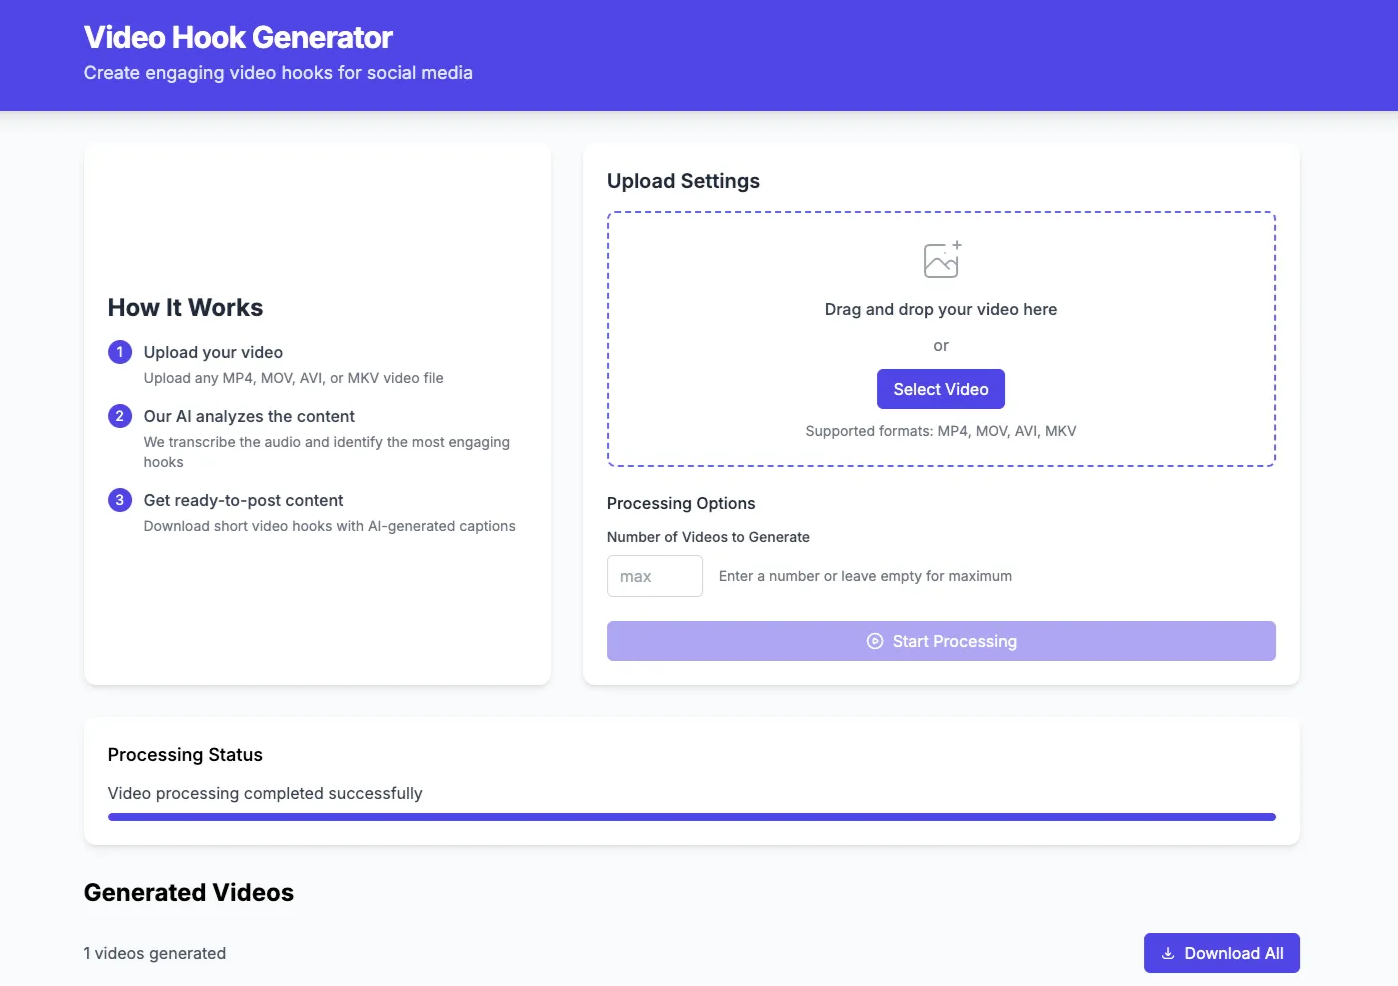 Video Hook Generator
Create engaging video hooks for social media
How It Works
1 Upload your video
Upload any MP4, MOV, AVI, or MKV video file
2 Our AI analyzes the content
We transcribe the audio and identify the most engaging
hooks
3 Get ready-to-post content
Download short video hooks with AI-generated captions
Upload Settings
Drag and drop your video here
or
Select Video
Supported formats: MP4, MOV, AVI, MKV
Processing Options
Number of Videos to Generate
max Enter a number or leave empty for maximum
Start Processing
Processing Status
Video processing completed successfully
Generated Videos
1 videos generated
Download All